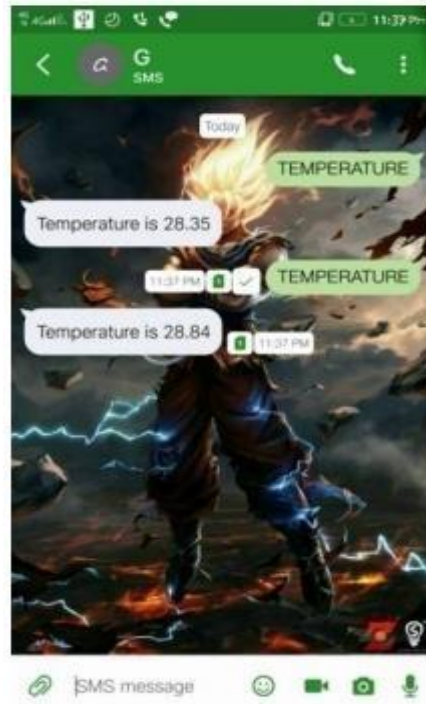 11:37 PM
G
SMS
Today
TEMPERATURE
Temperature is 28.35
TEMPERATURE
11:37 PM
Temperature is 28.84
11:37 PM
SMS message